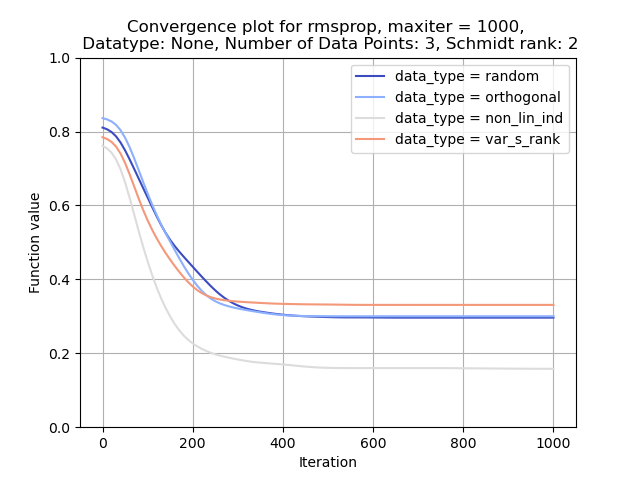 Convergence plot for rmsprop, maxiter = 1000,
Datatype: None, Number of Data Points: 3, Schmidt rank: 2
data_type = random
data_type = orthogonal
data_type = non_lin_ind
data_type = var_s_rank
Function value
1.0
0.8
0.6
0.4
0.2
0.0
0 200 400 600 800 1000
Iteration